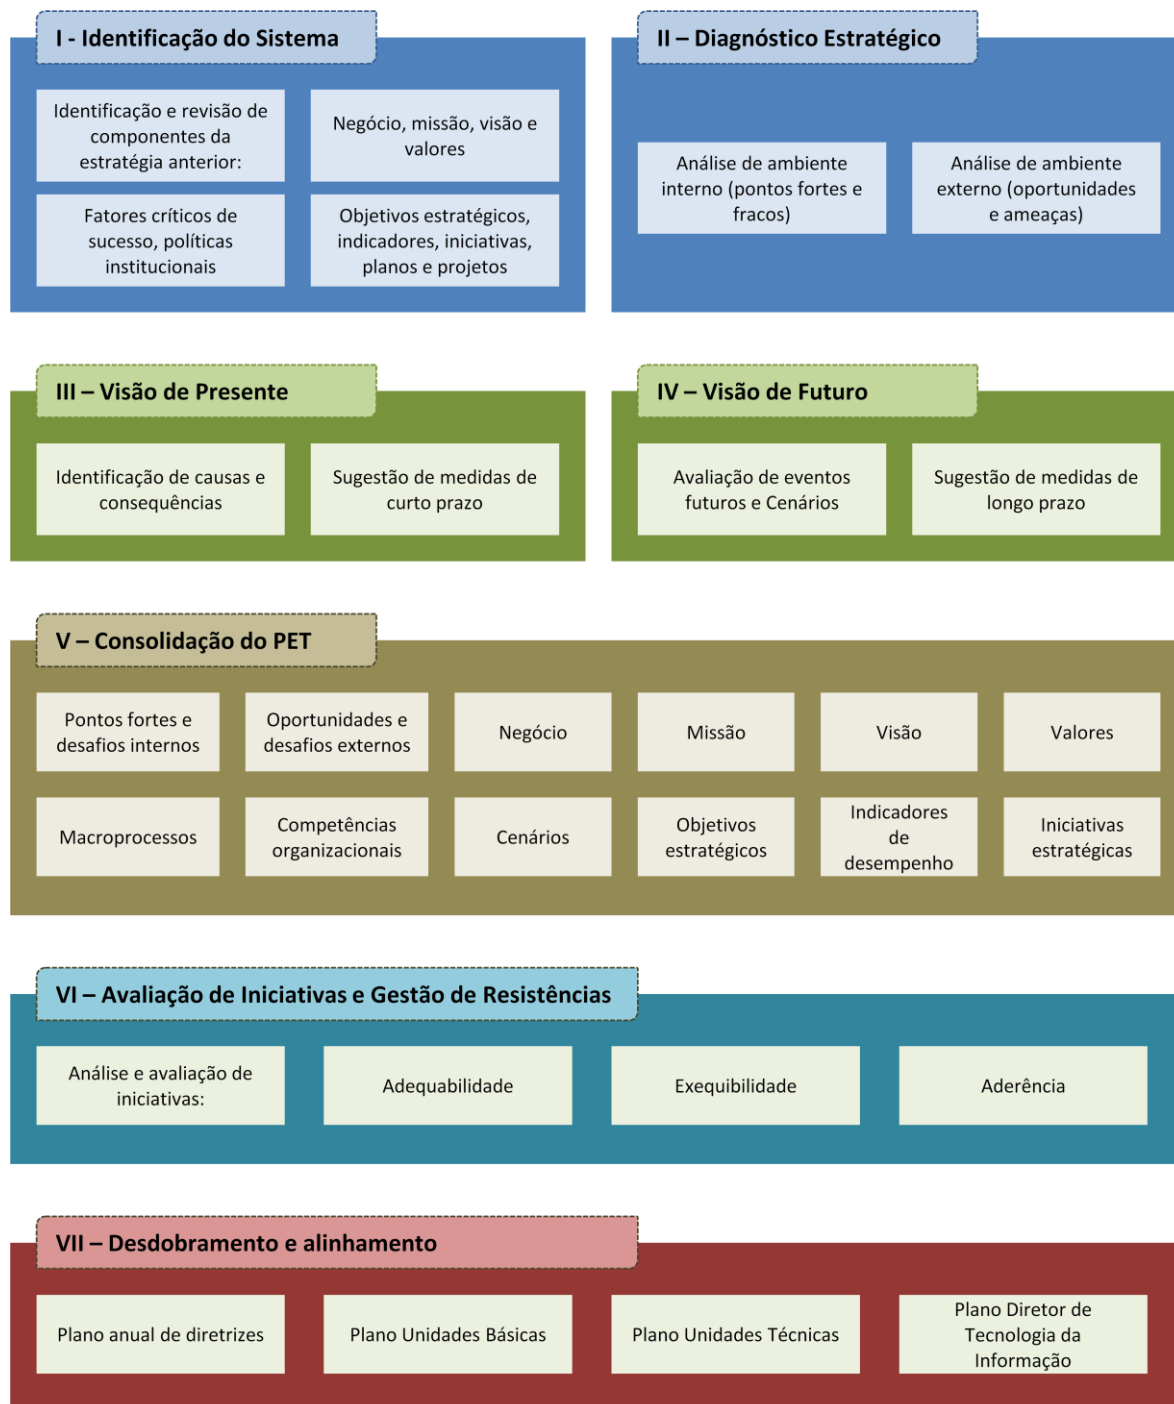 I - Identificação do Sistema
Identificação e revisão de
componentes da
estratégia anterior:
Negócio, missão, visão e
valores
Fatores críticos de
sucesso, políticas
institucionais
Objetivos estratégicos,
indicadores, iniciativas,
planos e projetos
II – Diagnóstico Estratégico
Análise de ambiente
interno (pontos fortes e
fracos)
Análise de ambiente
externo (oportunidades
e ameaças)
III – Visão de Presente
Identificação de causas e
consequências
Sugestão de medidas de
curto prazo
IV – Visão de Futuro
Avaliação de eventos
futuros e Cenários
Sugestão de medidas de
longo prazo
V – Consolidação do PET
Pontos fortes e
desafios internos
Oportunidades e
desafios externos
Negócio
Missão
Visão
Valores
Macroprocessos
Competências
organizacionais
Cenários
Objetivos
estratégicos
Indicadores
de
desempenho
Iniciativas
estratégicas
VI – Avaliação de Iniciativas e Gestão de Resistências
Análise e avaliação de
iniciativas:
Adequabilidade
Exequibilidade
Aderência
VII – Desdobramento e alinhamento
Plano anual de diretrizes
Plano Unidades Básicas
Plano Unidades Técnicas
Plano Diretor de
Tecnologia da
Informação